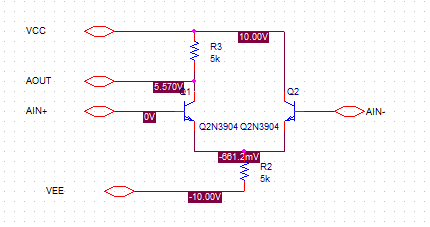 VCC
10.00V
R3
5k
AOUT
5.570V
Q1
Q2
AIN+
0V
AIN-
Q2N3904 Q2N3904
-661.2mV
R2
5k
VEE
-10.00V